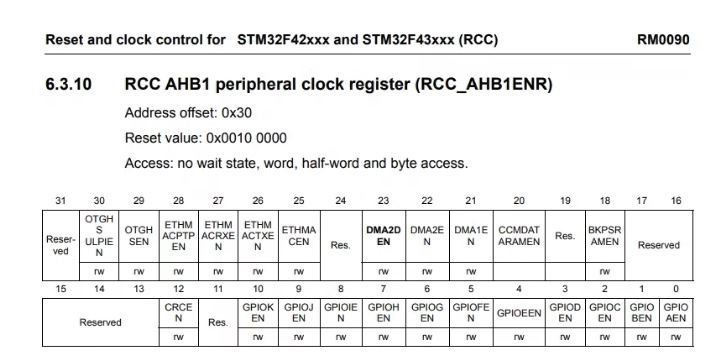 Reset and clock control for STM32F42xxx and STM32F43xxx (RCC) RM0090
6.3.10 RCC AHB1 peripheral clock register (RCC_AHB1ENR)
Address offset: 0x30
Reset value: 0x0010 0000
Access: no wait state, word, half-word and byte access.
31 30 29 28 27 26 25 24 23 22 21 20 19 18 17 16
Reser-ved OTGHS ULPIEN OTGHSEN ETHMACPTPEN ETHMACRXEN ETHMACTXEN ETHMACEN Res. DMA2DEN DMA2EN DMA1EN CCMDATARAMEN Res. BKPSRAMEN Reserved
rw rw rw rw rw rw rw rw rw rw
15 14 13 12 11 10 9 8 7 6 5 4 3 2 1 0
Reserved CRCEN Res. GPIOKEN GPIOJEN GPIOIEN GPIOHEN GPIOGEN GPIOFEN GPIOEEN GPIODEN GPIOCEN GPIOBEN GPIOAEN
rw rw rw rw rw rw rw rw rw rw rw rw